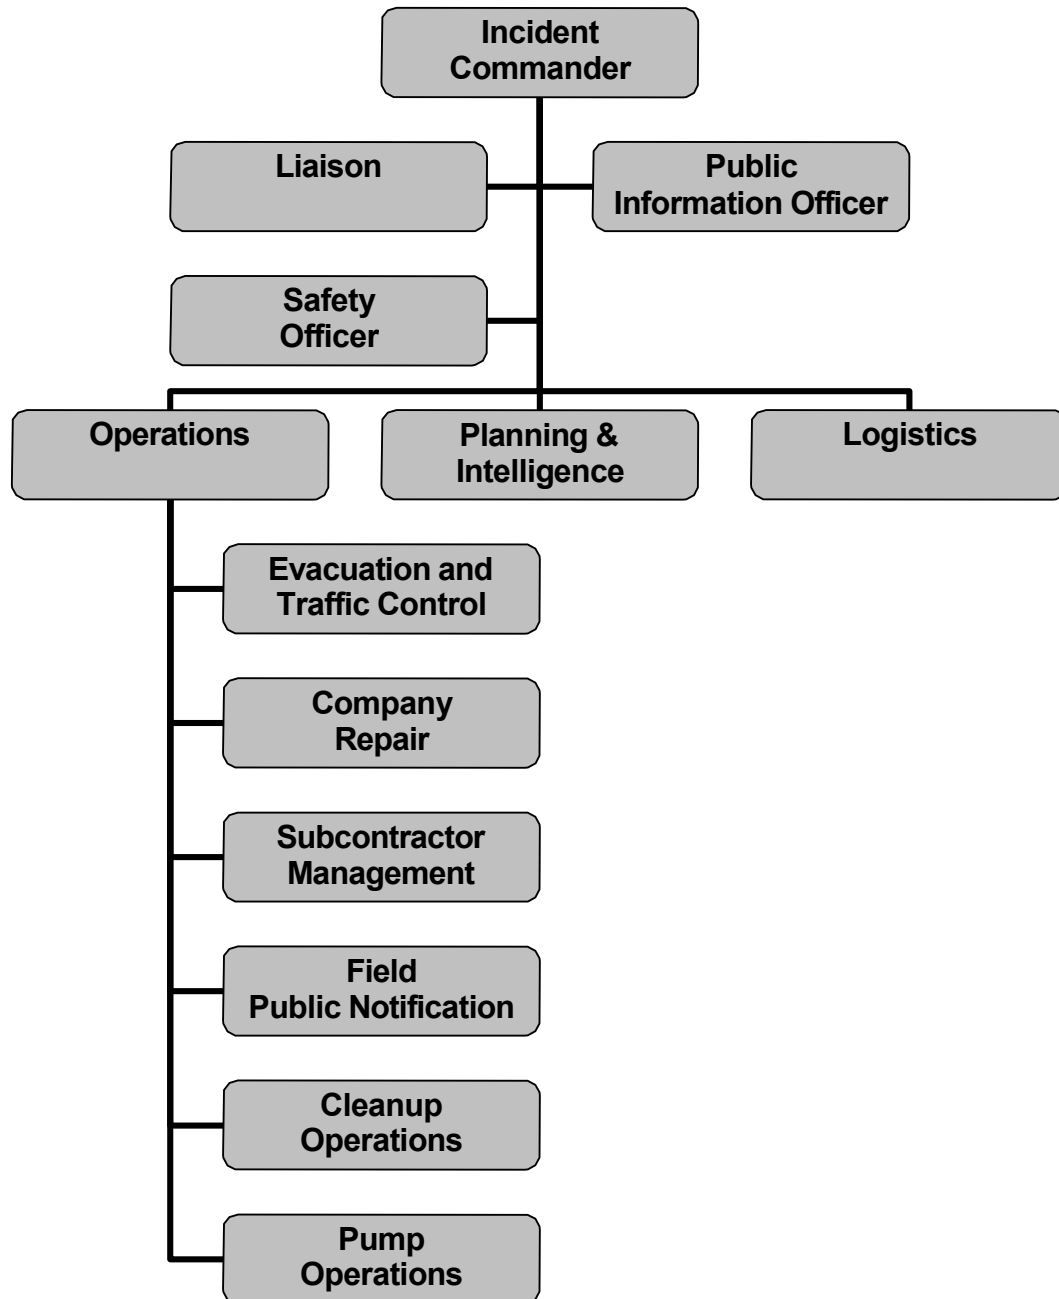 Incident
Commander
Liaison
Public
Information Officer
Safety
Officer
Operations
Planning &
Intelligence
Logistics
Evacuation and
Traffic Control
Company
Repair
Subcontractor
Management
Field
Public Notification
Cleanup
Operations
Pump
Operations